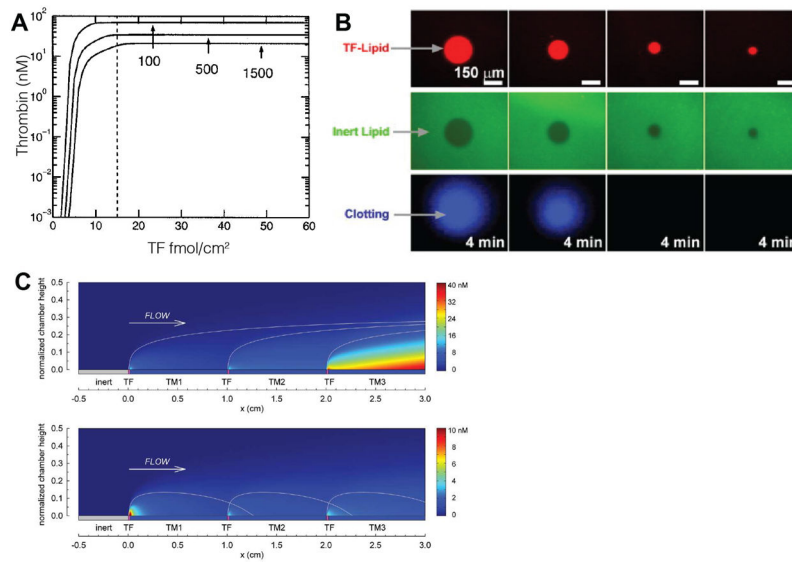 A
Thrombin (nM)
10²
10¹
10⁰
10⁻¹
10⁻²
10⁻³
100
500
1500
0 10 20 30 40 50 60
TF fmol/cm²
B
TF-Lipid
150 μm
Inert Lipid
Clotting
4 min 4 min 4 min 4 min
C
normalized chamber height
0.5
0.4
0.3
0.2
0.1
0.0
FLOW
40 nM
32
24
16
8
0
inert TF TM1 TF TM2 TF TM3
-0.5 0.0 0.5 1.0 1.5 2.0 2.5 3.0
x (cm)
normalized chamber height
0.5
0.4
0.3
0.2
0.1
0.0
FLOW
10 nM
8
6
4
2
0
inert TF TM1 TF TM2 TF TM3
-0.5 0.0 0.5 1.0 1.5 2.0 2.5 3.0
x (cm)